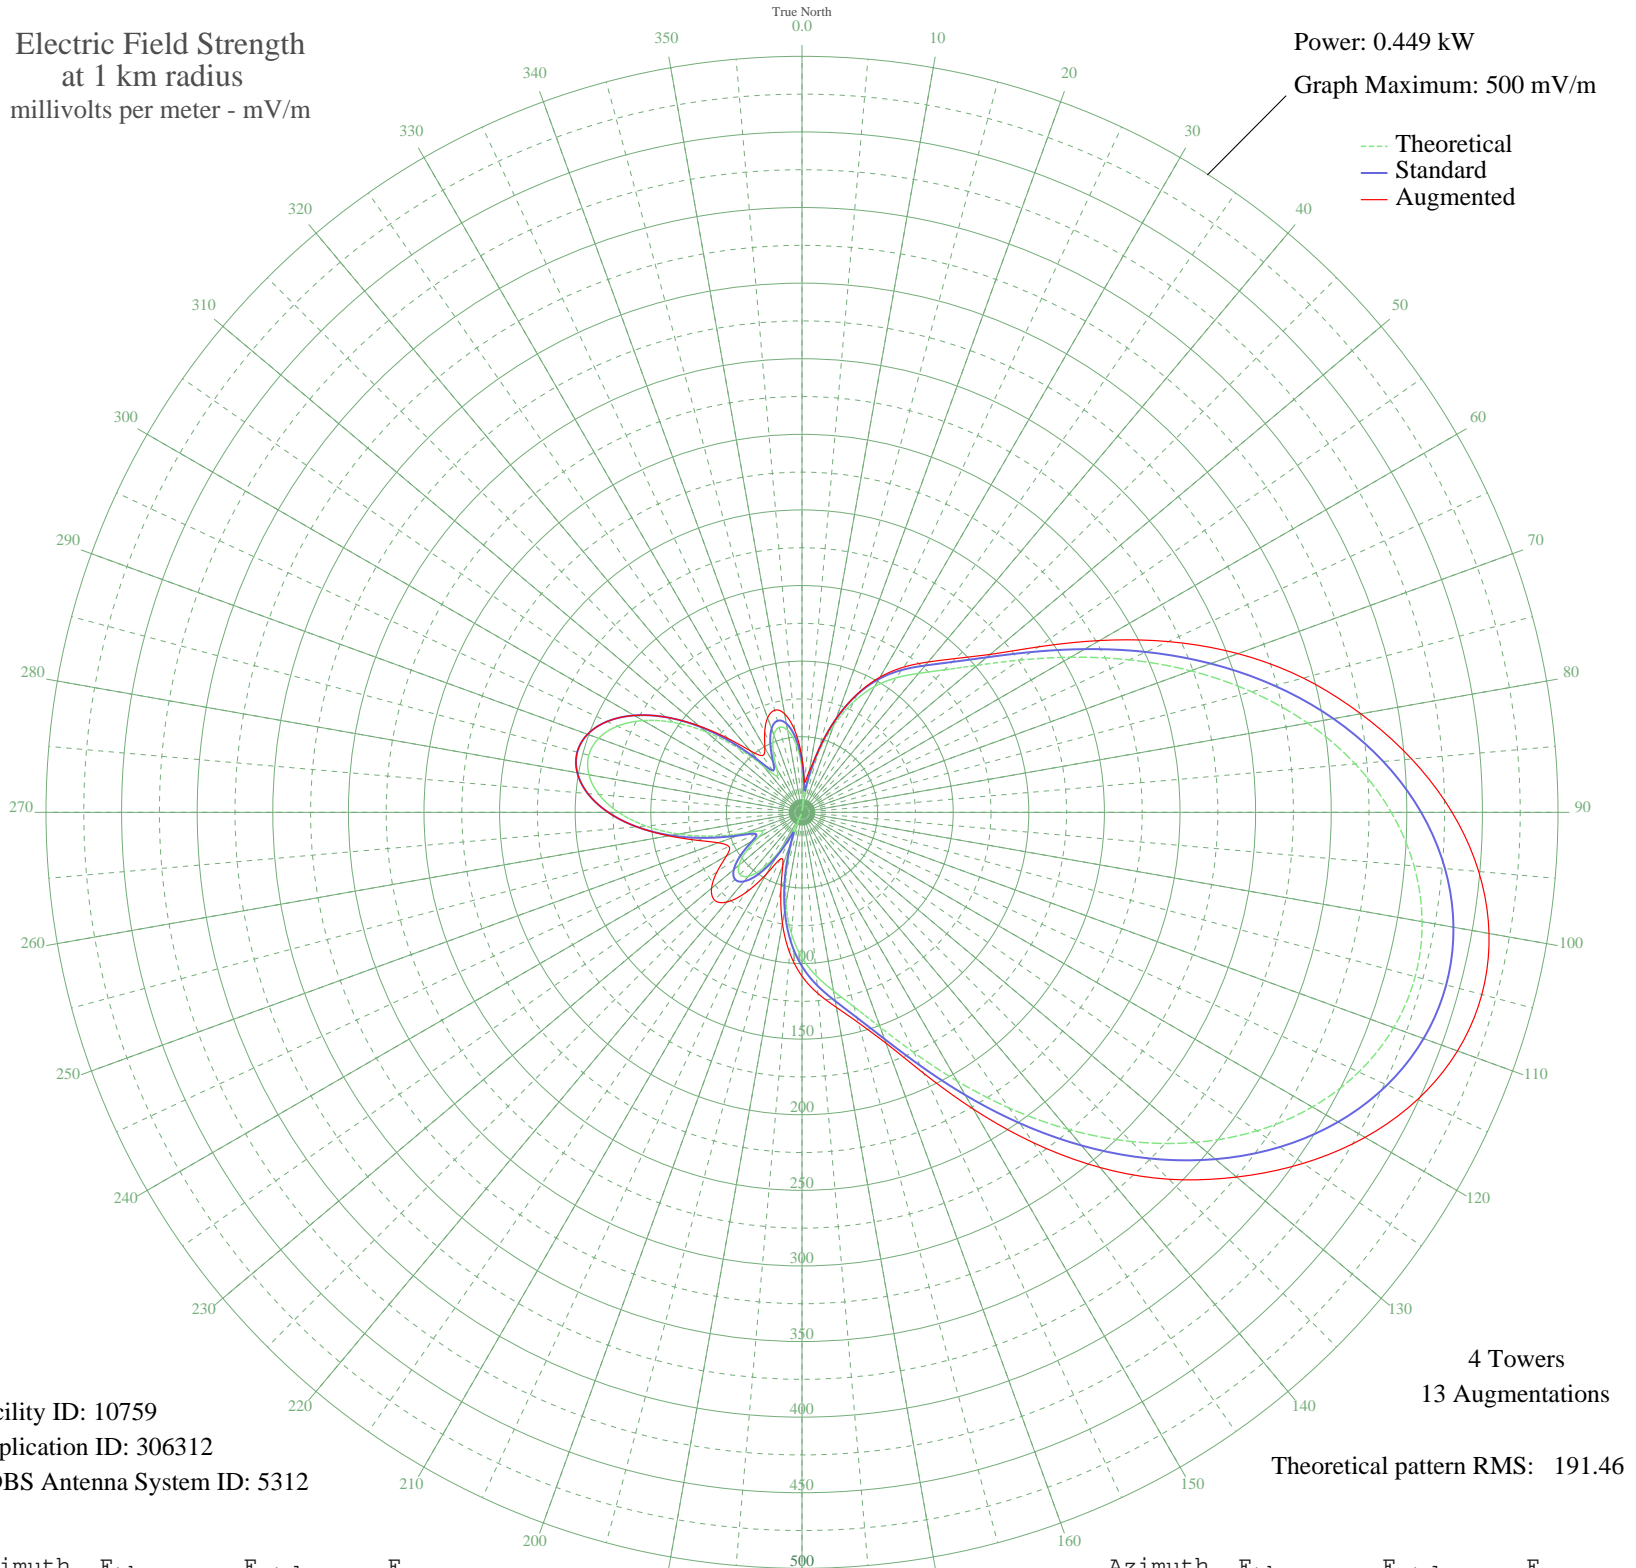 True North
0.0
Electric Field Strength
at 1 km radius
millivolts per meter - mV/m
Power: 0.449 kW
Graph Maximum: 500 mV/m
Theoretical
Standard
Augmented
10
20
30
40
50
60
70
80
90
100
110
120
130
140
150
160
200
210
220
230
240
250
260
270
280
290
300
310
320
330
340
350
150
200
250
300
350
400
450
500
4 Towers
13 Augmentations
Theoretical pattern RMS: 191.46
cility ID: 10759
plication ID: 306312
DBS Antenna System ID: 5312
Azimuth